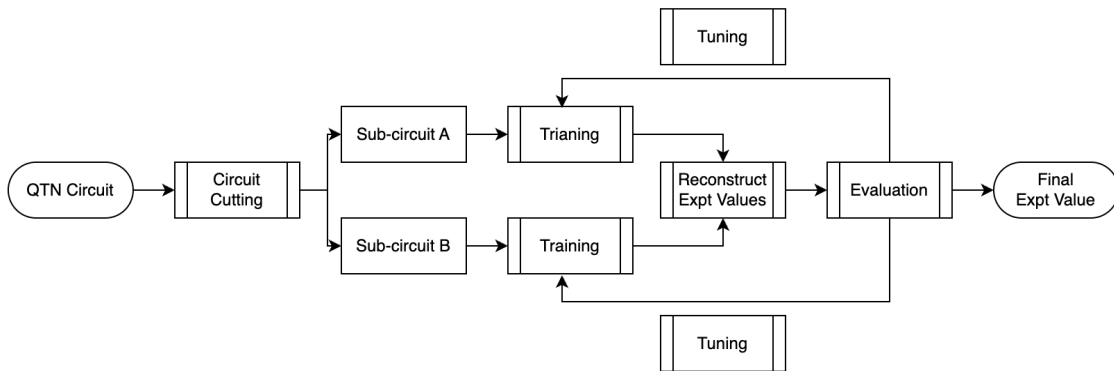 Tuning
Sub-circuit A
Trianing
QTN Circuit
Circuit
Cutting
Reconstruct
Expt Values
Evaluation
Final
Expt Value
Sub-circuit B
Training
Tuning